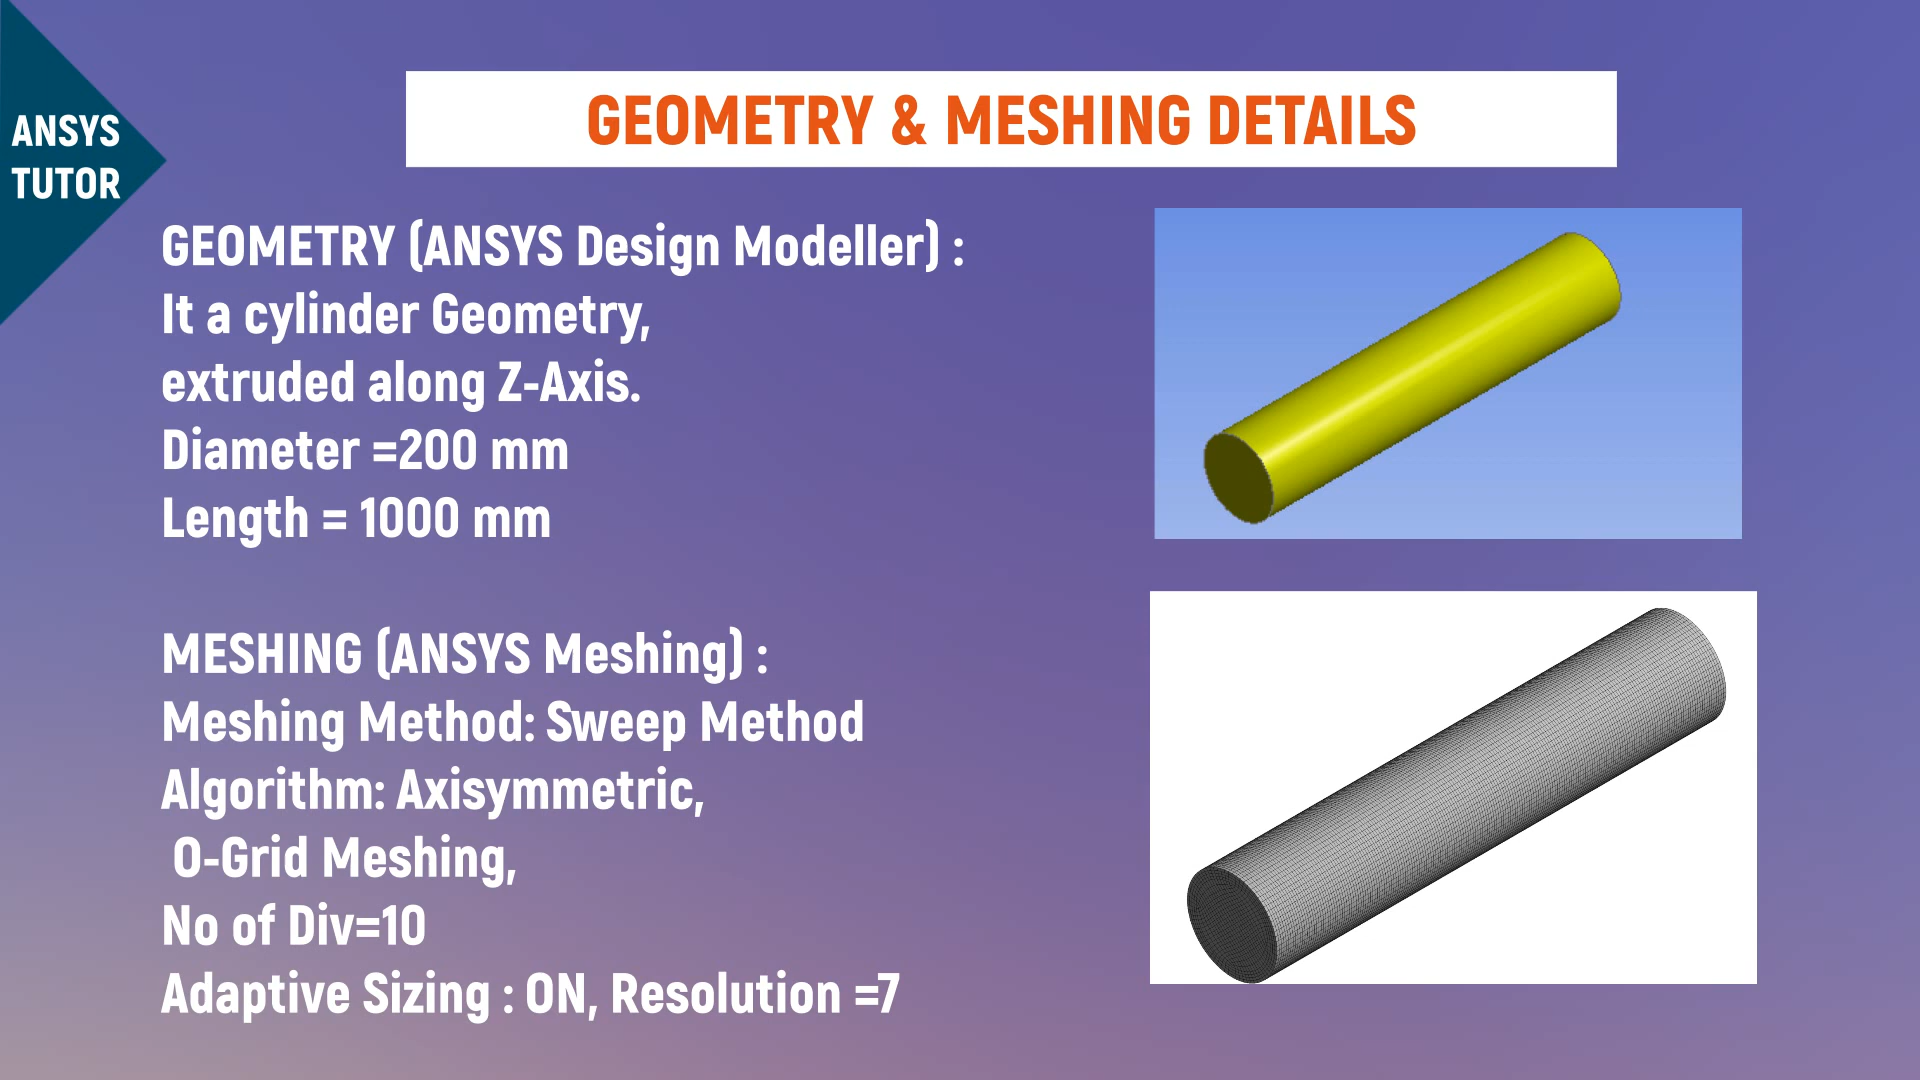 ANSYS
TUTOR
GEOMETRY & MESHING DETAILS
GEOMETRY (ANSYS Design Modeller) :
It a cylinder Geometry,
extruded along Z-Axis.
Diameter =200 mm
Length = 1000 mm
MESHING (ANSYS Meshing) :
Meshing Method: Sweep Method
Algorithm: Axisymmetric,
O-Grid Meshing,
No of Div=10
Adaptive Sizing : ON, Resolution =7